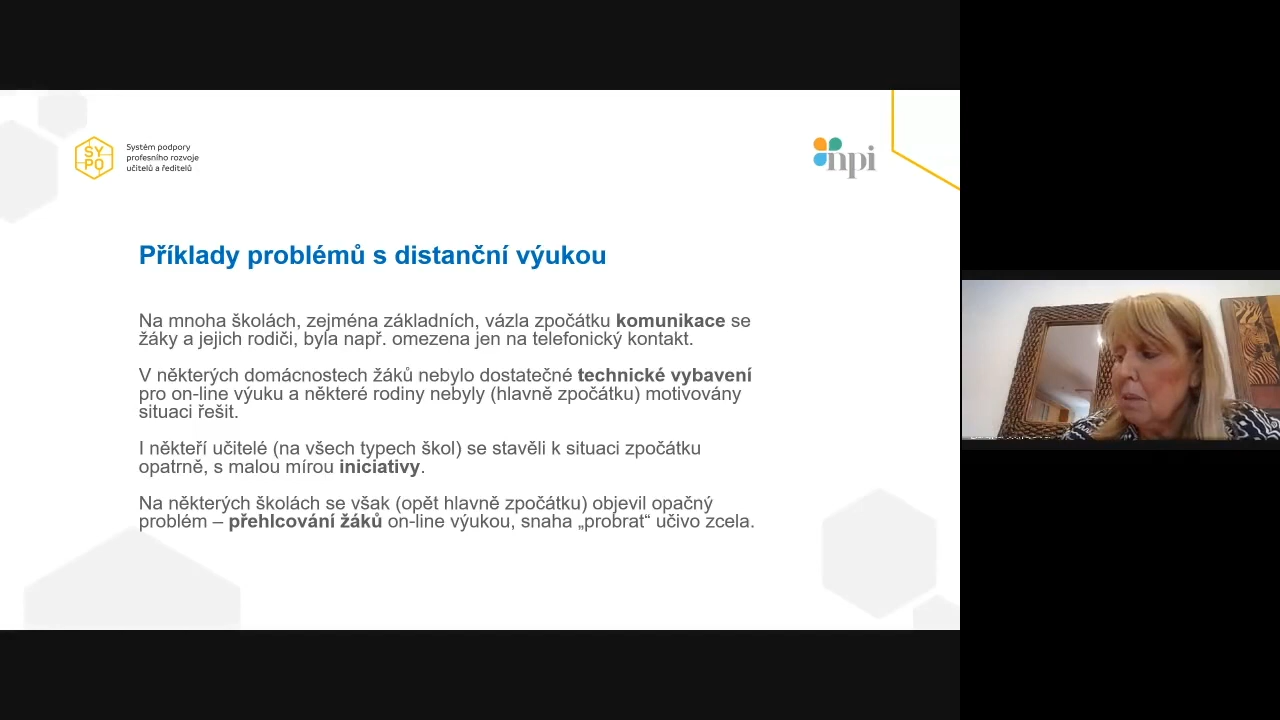 SY
PO
Systém podpory
profesního rozvoje
učitelů a ředitelů
npi
Příklady problémů s distanční výukou
Na mnoha školách, zejména základních, vázla zpočátku komunikace se
žáky a jejich rodiči, byla např. omezena jen na telefonický kontakt.
V některých domácnostech žáků nebylo dostatečné technické vybavení
pro on-line výuku a některé rodiny nebyly (hlavně zpočátku) motivovány
situaci řešit.
I někteří učitelé (na všech typech škol) se stavěli k situaci zpočátku
opatrně, s malou mírou iniciativy.
Na některých školách se však (opět hlavně zpočátku) objevil opačný
problém – přehlcování žáků on-line výukou, snaha „probrat“ učivo zcela.